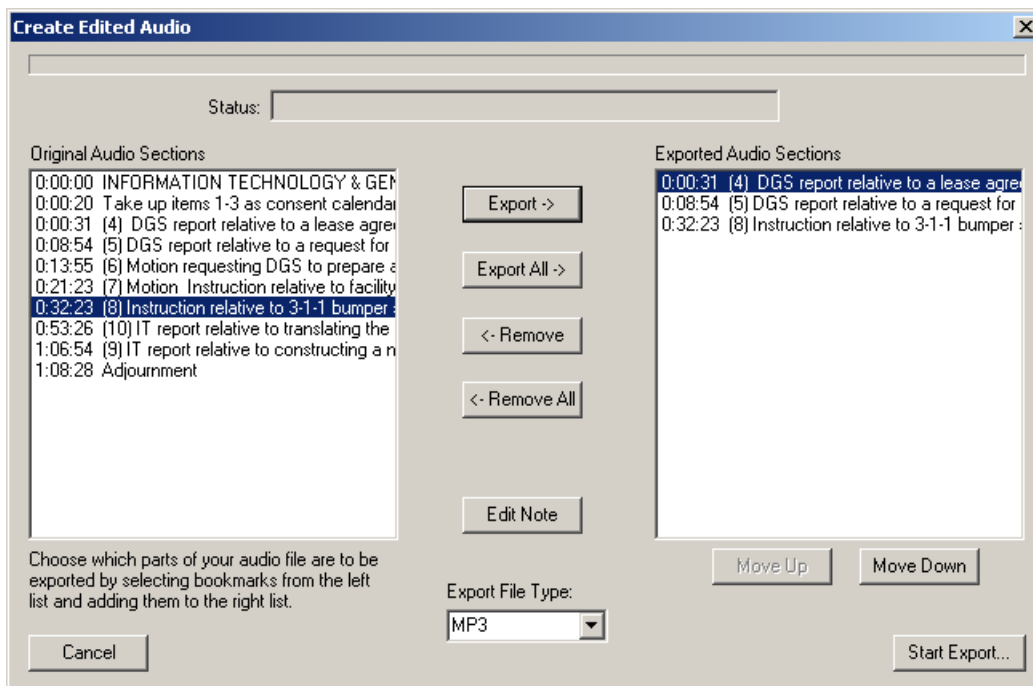 Create Edited Audio
Status:
Original Audio Sections
0:00:00 INFORMATION TECHNOLOGY &
0:00:20 Take up items 1-3 as consent calendar
0:00:31 (4) DGS report relative to a lease
0:08:54 (5) DGS report relative to a request for
0:13:55 (6) Motion requesting DGS to prepare
0:21:23 (7) Motion Instruction relative to facility
0:32:23 (8) Instruction relative to 3-1-1 bumper
0:53:26 (10) IT report relative to translating the
1:06:54 (9) IT report relative to constructing a
1:08:28 Adjournment
Export ->
Export All ->
<- Remove
<- Remove All
Edit Note
Exported Audio Sections
0:00:31 (4) DGS report relative to a lease
0:08:54 (5) DGS report relative to a request for
0:32:23 (8) Instruction relative to 3-1-1 bumper
Choose which parts of your audio file are to be
exported by selecting bookmarks from the left
list and adding them to the right list.
Move Up
Move Down
Export File Type:
MP3
Cancel
Start Export...